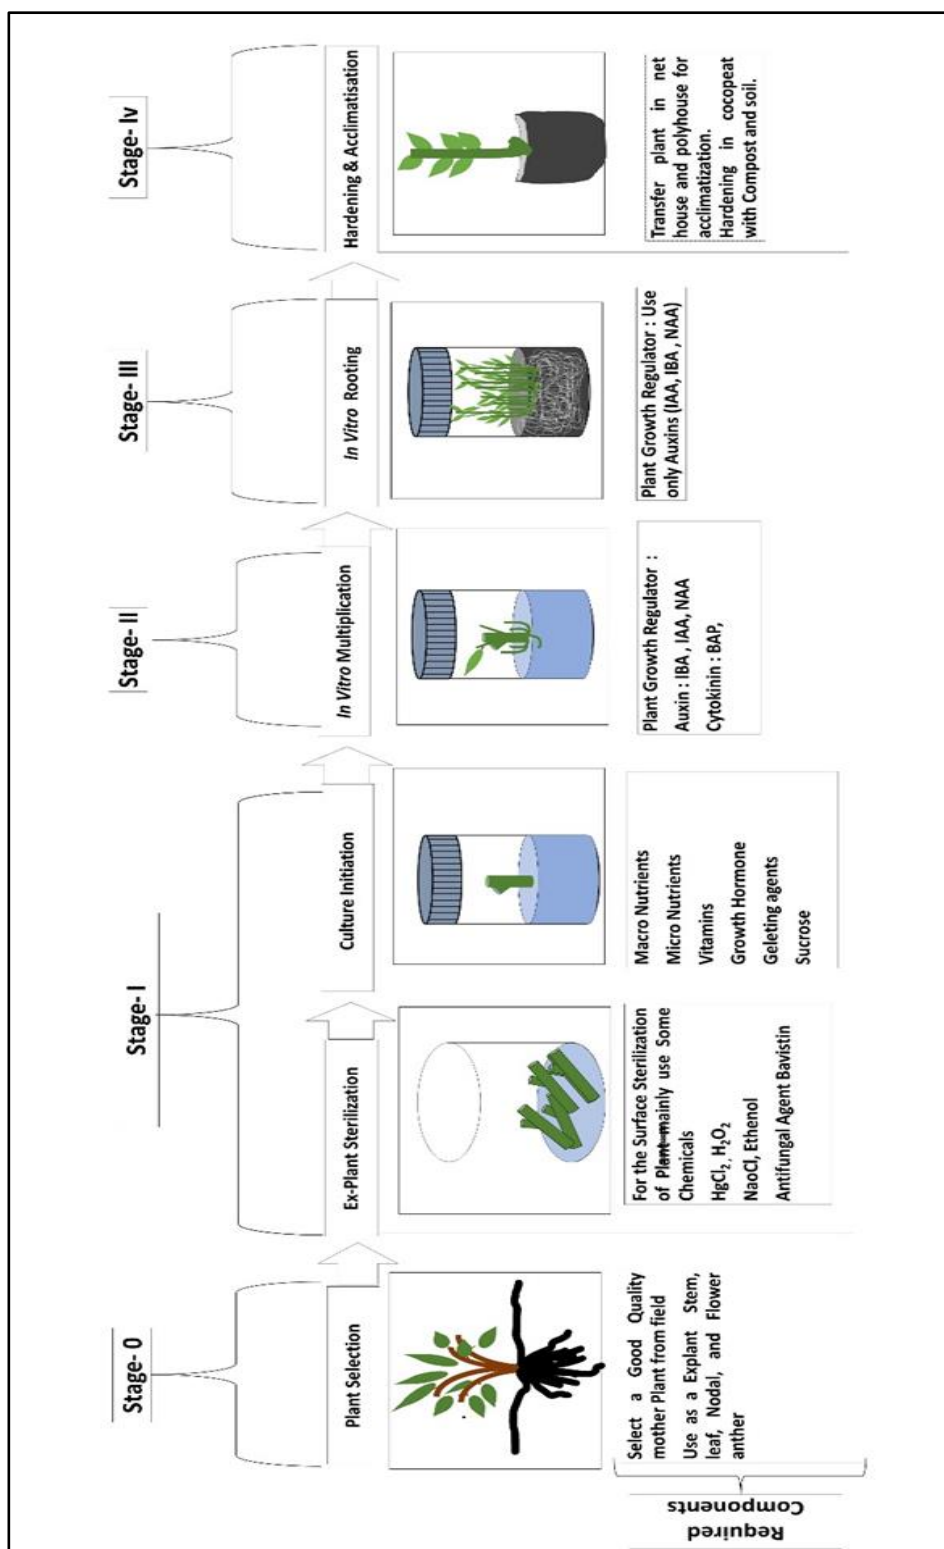 Stage- 0
Stage- I
Stage- II
Stage- III
Stage- Iv
Plant Selection
Ex-Plant Sterilization
Culture Initiation
In Vitro Multiplication
In Vitro Rooting
Hardening & Acclimatisation
Required
Components
Select a Good Quality
mother Plant from field
Use as a Explant Stem,
leaf, Nodal, and Flower
anther
For the Surface Sterilization
of Plant mainly use Some
Chemicals
HgCl₂, H₂O₂
NaoCl, Ethenol
Antifungal Agent Bavistin
Macro Nutrients
Micro Nutrients
Vitamins
Growth Hormone
Geleting agents
Sucrose
Plant Growth Regulator :
Auxin : IBA , IAA, NAA
Cytokinin : BAP,
Plant Growth Regulator : Use
only Auxins (IAA, IBA , NAA)
Transfer plant in net
house and polyhouse for
acclimatization.
Hardening in cocopeat
with Compost and soil.